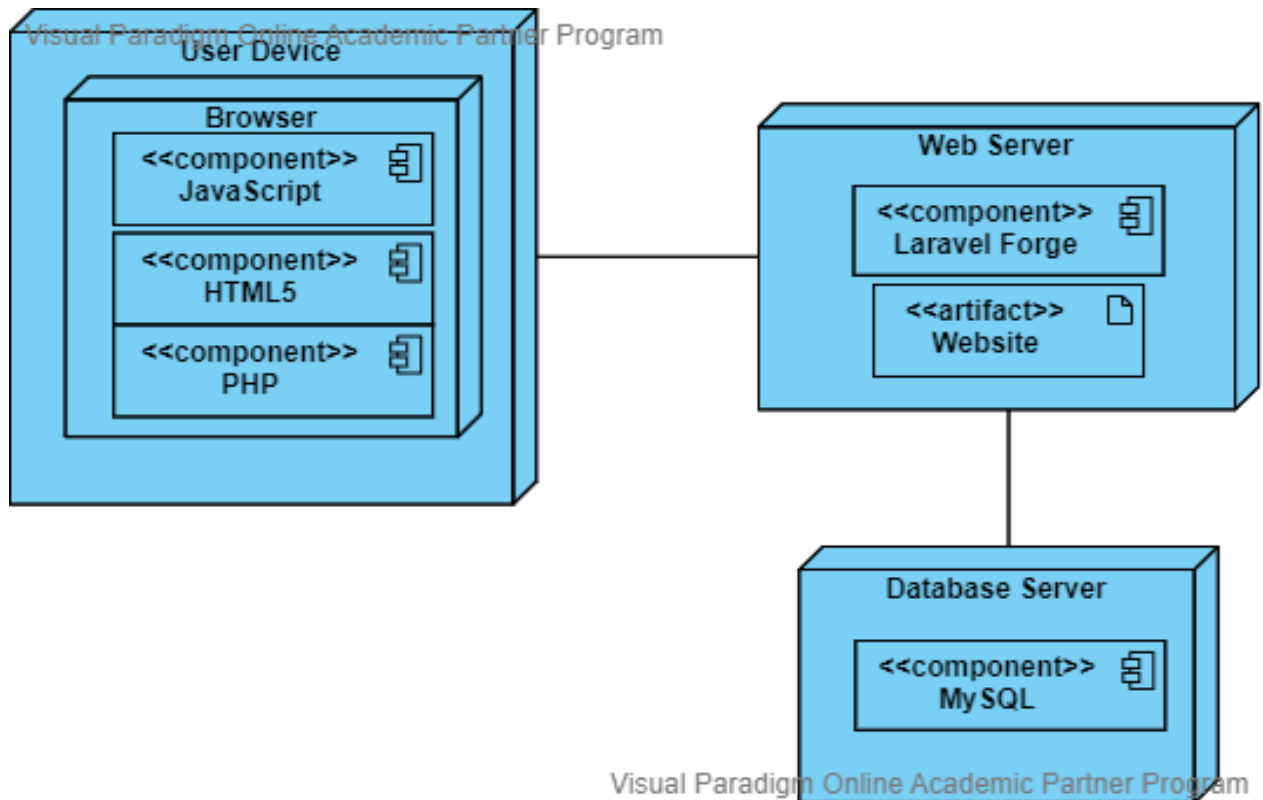 Visual Paradigm Online Academic Partner Program
User Device
Browser
<<component>>
JavaScript
<<component>>
HTML5
<<component>>
PHP
Web Server
<<component>>
Laravel Forge
<<artifact>>
Website
Database Server
<<component>>
MySQL
Visual Paradigm Online Academic Partner Program